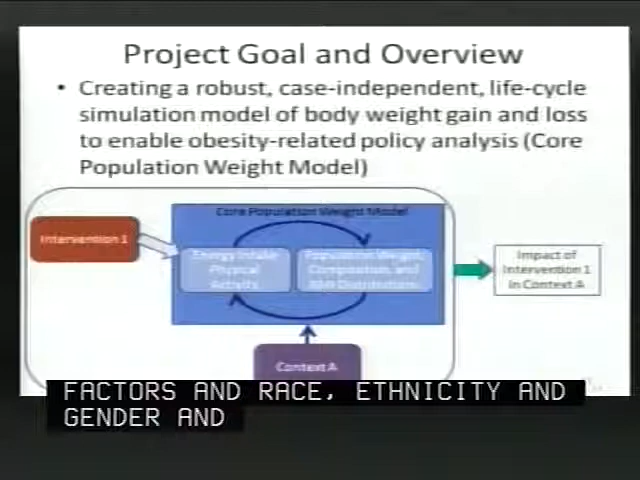 Project Goal and Overview
• Creating a robust, case-independent, life-cycle
simulation model of body weight gain and loss
to enable obesity-related policy analysis (Core
Population Weight Model)
Core Population Weight Model
Intervention 1
Energy Intake
Physical
Activity
Population Weight,
Composition, and
BMI Distributions
Impact of
Intervention 1
in Context A
Context A
FACTORS AND RACE, ETHNICITY AND
GENDER AND